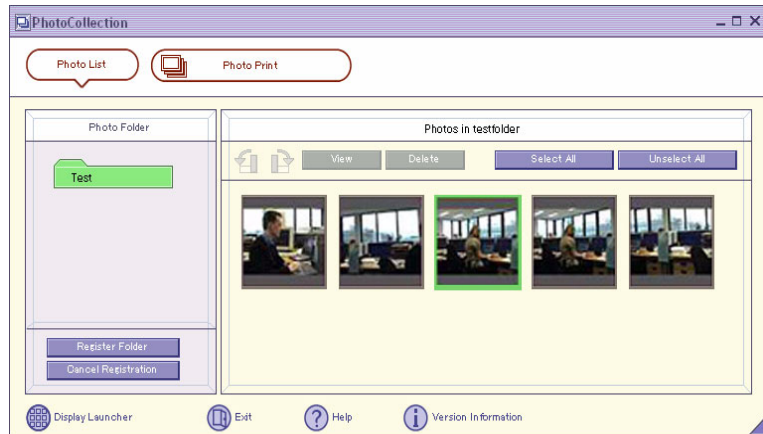 PhotoCollection
Photo List
Photo Print
Photo Folder
Test
Register Folder
Cancel Registration
Photos in testfolder
View
Delete
Select All
Unselect All
Display Launcher
Exit
? Help
i Version Information